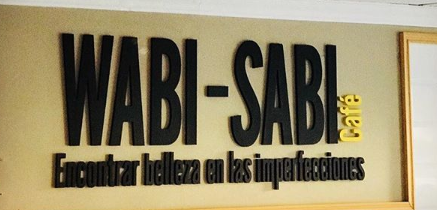 WABI-SABI Café
Encontrar belleza en las imperfecciones